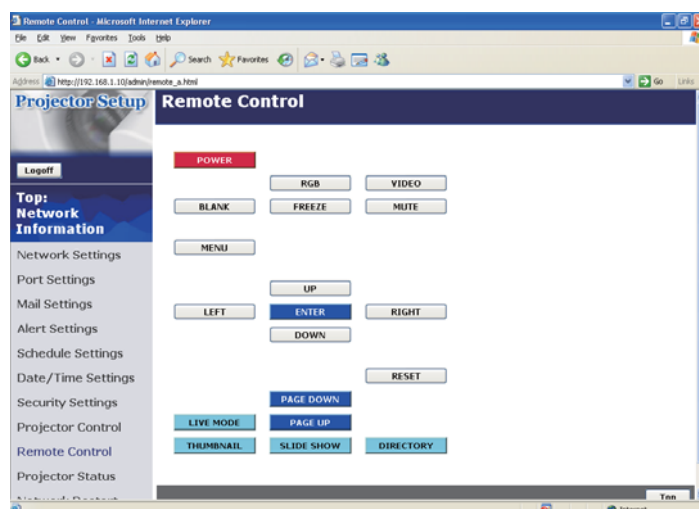 Remote Control - Microsoft Internet Explorer
File Edit View Favorites Tools Help
Back Search Favorites
Address http://192.168.1.10/admin/remote_a.html Go Links
Projector Setup
Remote Control
POWER
Logoff
RGB VIDEO
BLANK FREEZE MUTE
Top:
Network
Information
MENU
Network Settings
Port Settings
UP
Mail Settings
LEFT ENTER RIGHT
Alert Settings
DOWN
Schedule Settings
Date/Time Settings
RESET
Security Settings
PAGE DOWN
Projector Control
LIVE MODE PAGE UP
Remote Control
THUMBNAIL SLIDE SHOW DIRECTORY
Projector Status
Internet